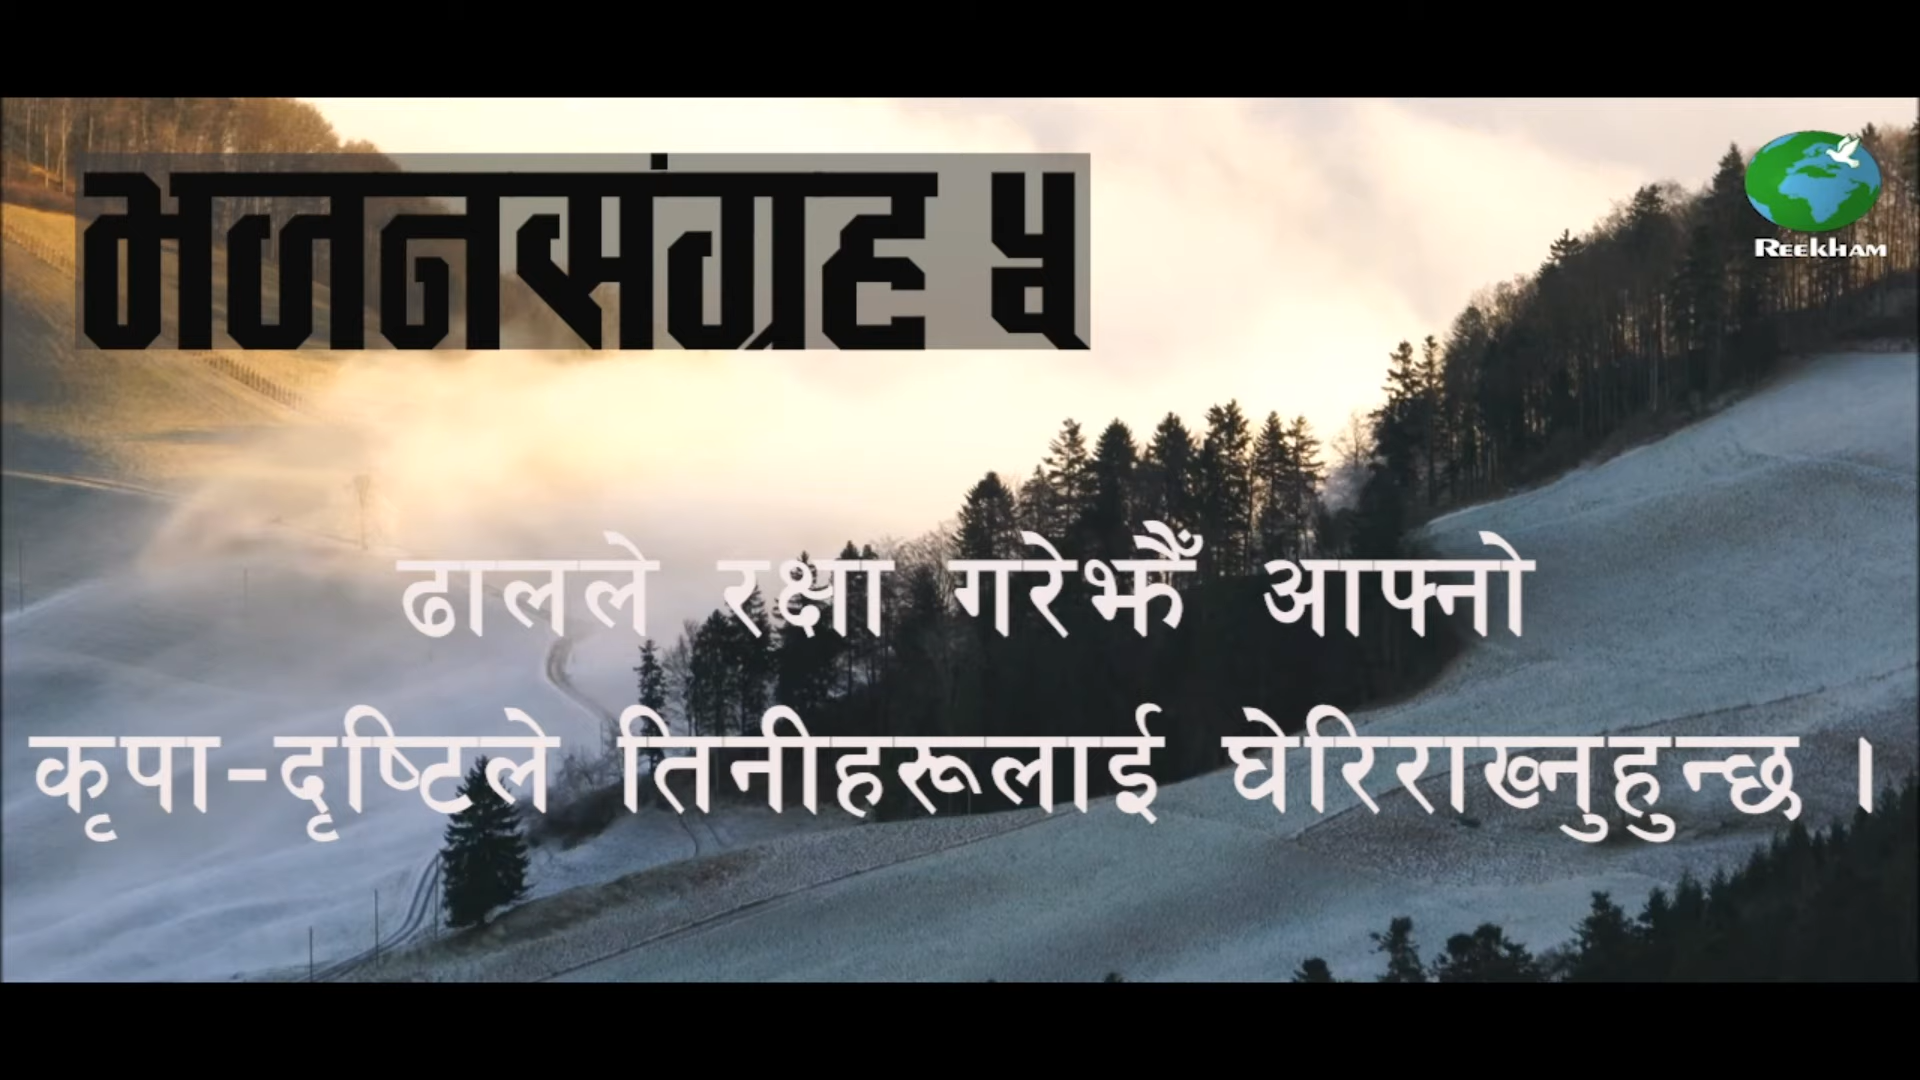 भजनसंग्रह ५
REEKHAM
ढालले रक्षा गरेझैँ आफ्नो
कृपा-दृष्टिले तिनीहरूलाई घेरिराख्नुहुन्छ ।